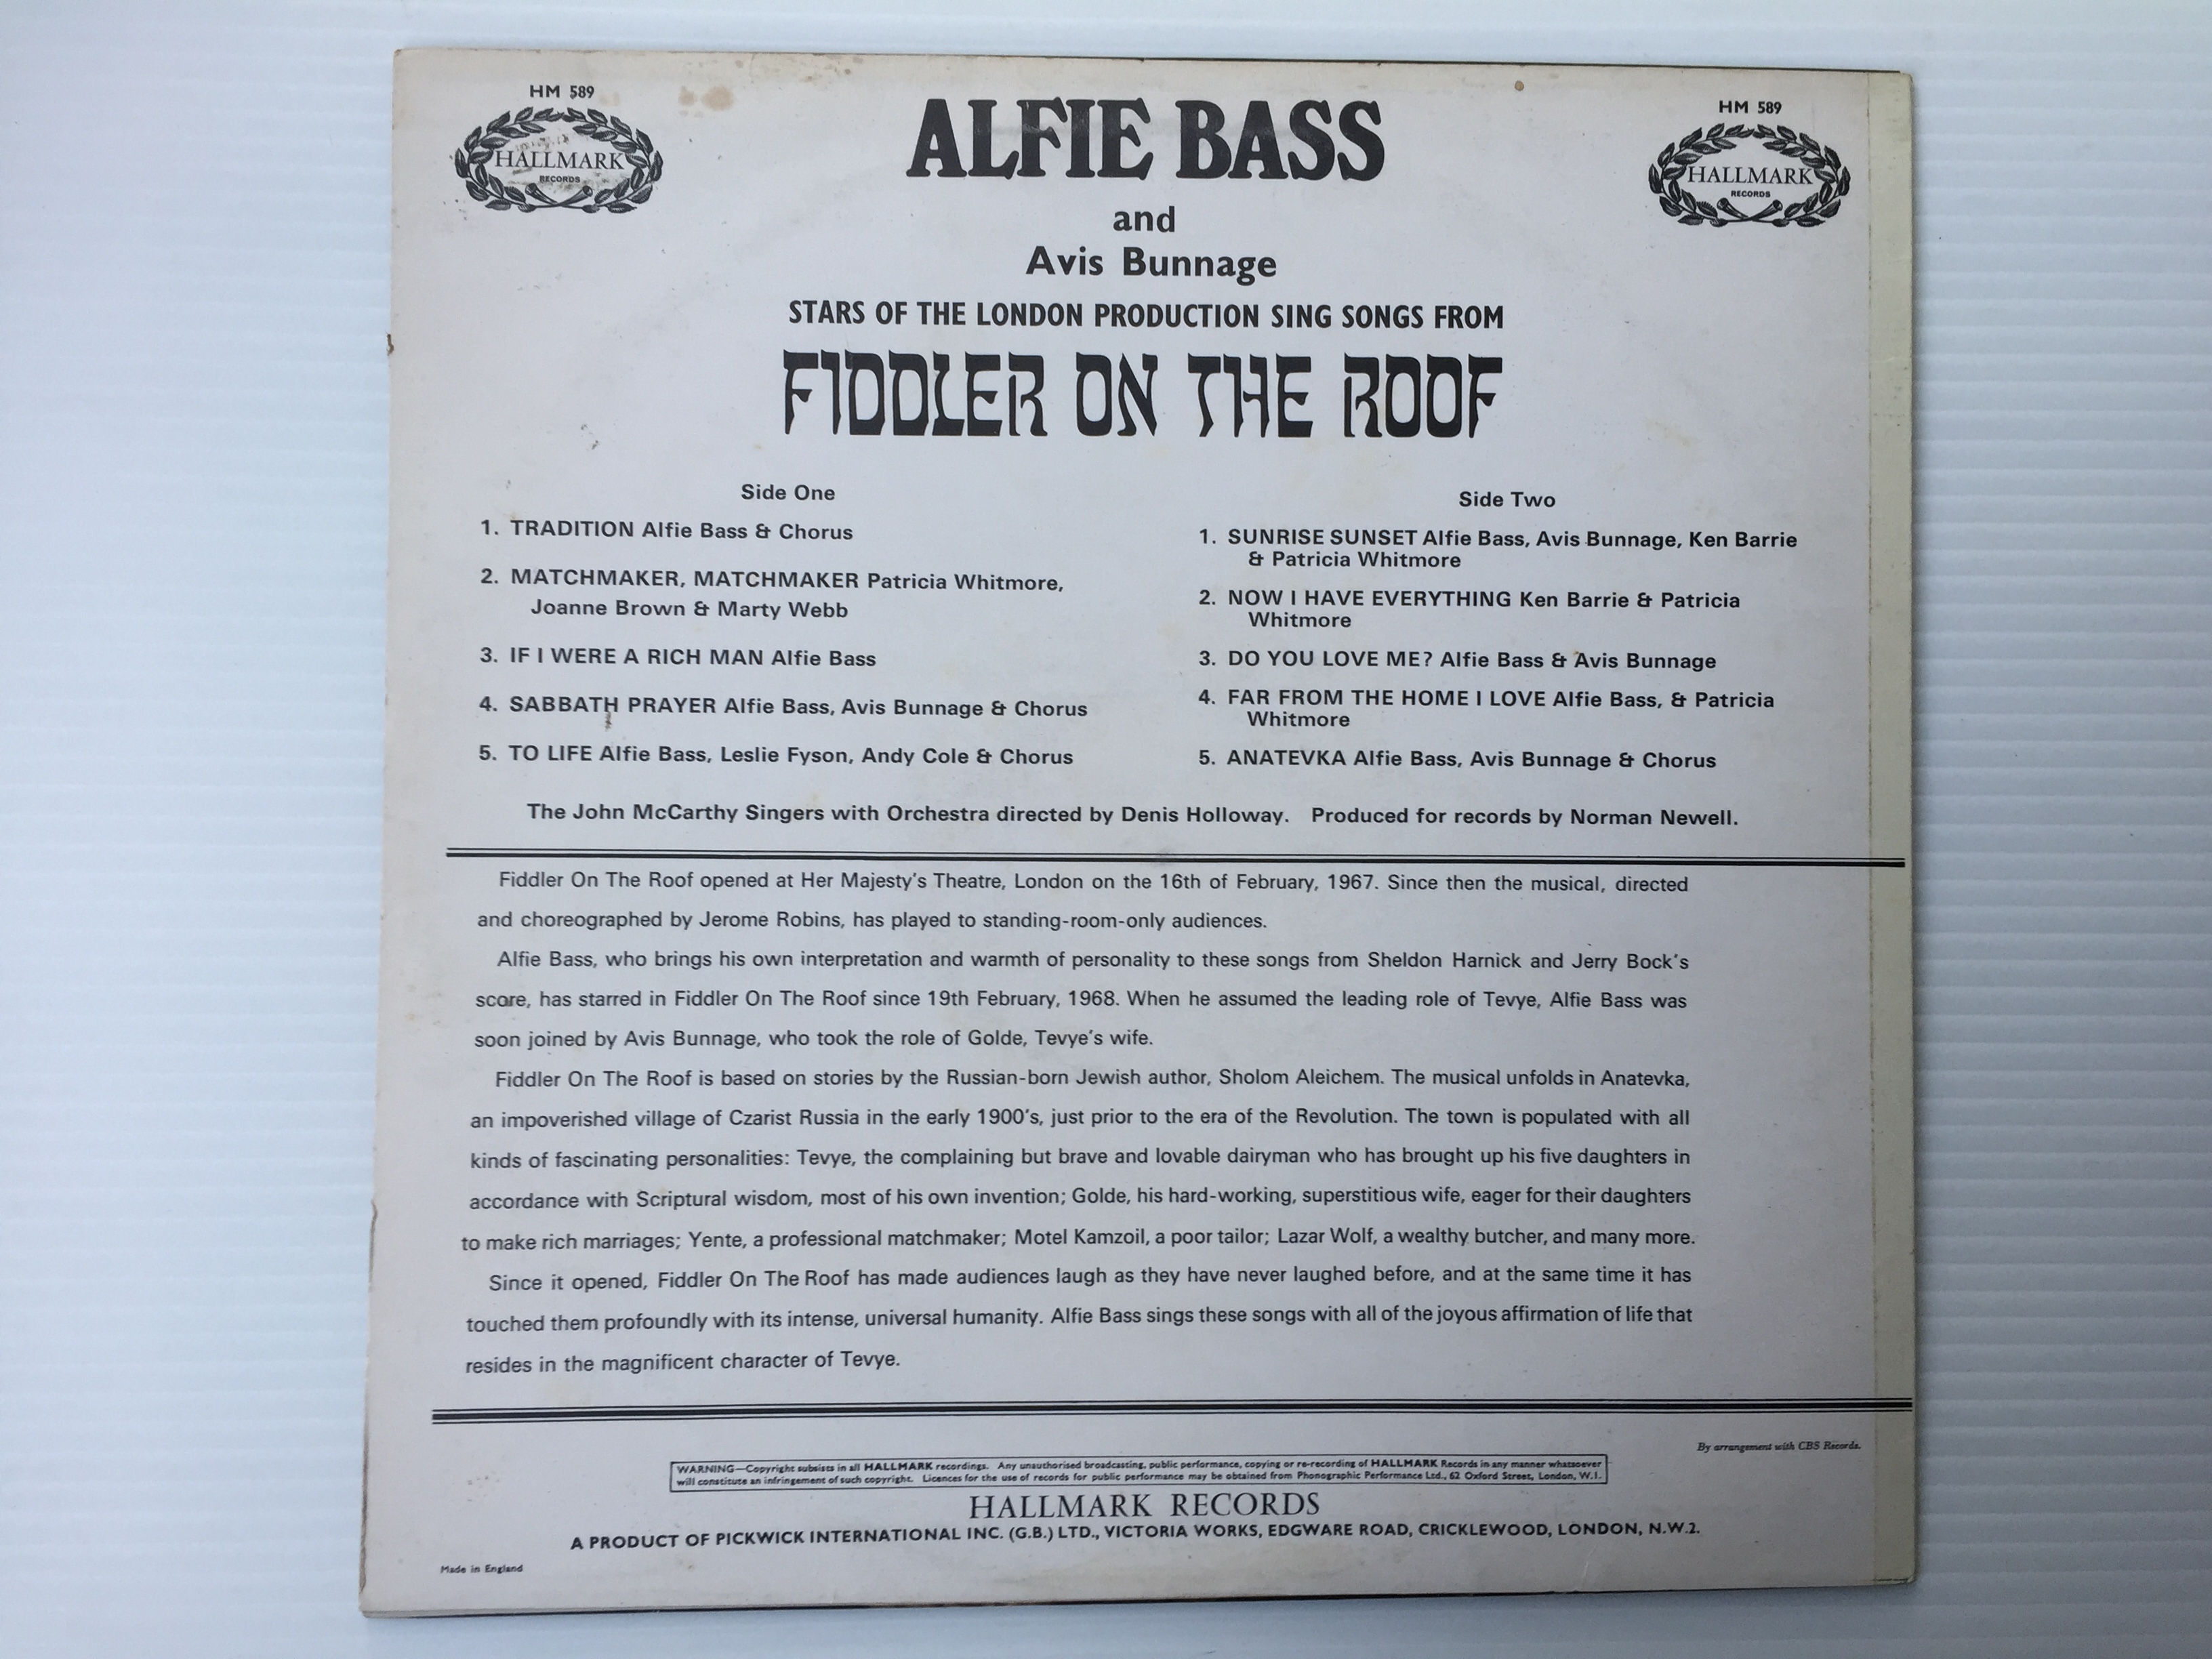 HM 589
HALLMARK
RECORDS
HM 589
HALLMARK
RECORDS
ALFIE BASS
and
Avis Bunnage
STARS OF THE LONDON PRODUCTION SING SONGS FROM
FIDDLER ON THE ROOF
Side One
1. TRADITION Alfie Bass & Chorus
2. MATCHMAKER, MATCHMAKER Patricia Whitmore,
Joanne Brown & Marty Webb
3. IF I WERE A RICH MAN Alfie Bass
4. SABBATH PRAYER Alfie Bass, Avis Bunnage & Chorus
5. TO LIFE Alfie Bass, Leslie Fyson, Andy Cole & Chorus
Side Two
1. SUNRISE SUNSET Alfie Bass, Avis Bunnage, Ken Barrie
& Patricia Whitmore
2. NOW I HAVE EVERYTHING Ken Barrie & Patricia
Whitmore
3. DO YOU LOVE ME? Alfie Bass & Avis Bunnage
4. FAR FROM THE HOME I LOVE Alfie Bass, & Patricia
Whitmore
5. ANATEVKA Alfie Bass, Avis Bunnage & Chorus
The John McCarthy Singers with Orchestra directed by Denis Holloway. Produced for records by Norman Newell.
Fiddler On The Roof opened at Her Majesty's Theatre, London on the 16th of February, 1967. Since then the musical, directed
and choreographed by Jerome Robins, has played to standing-room-only audiences.
Alfie Bass, who brings his own interpretation and warmth of personality to these songs from Sheldon Harnick and Jerry Bock's
score, has starred in Fiddler On The Roof since 19th February, 1968. When he assumed the leading role of Tevye, Alfie Bass was
soon joined by Avis Bunnage, who took the role of Golde, Tevye's wife.
Fiddler On The Roof is based on stories by the Russian-born Jewish author, Sholom Aleichem. The musical unfolds in Anatevka,
an impoverished village of Czarist Russia in the early 1900's, just prior to the era of the Revolution. The town is populated with all
kinds of fascinating personalities: Tevye, the complaining but brave and lovable dairyman who has brought up his five daughters in
accordance with Scriptural wisdom, most of his own invention; Golde, his hard-working, superstitious wife, eager for their daughters
to make rich marriages; Yente, a professional matchmaker; Motel Kamzoil, a poor tailor; Lazar Wolf, a wealthy butcher, and many more.
Since it opened, Fiddler On The Roof has made audiences laugh as they have never laughed before, and at the same time it has
touched them profoundly with its intense, universal humanity. Alfie Bass sings these songs with all of the joyous affirmation of life that
resides in the magnificent character of Tevye.
By arrangement with CBS Records.
WARNING—Copyright subsists in all HALLMARK recordings. Any unauthorised broadcasting, public performance, copying or re-recording of HALLMARK Records in any manner whatsoever
will constitute an infringement of such copyright. Licences for the use of records for public performance may be obtained from Phonographic Performance Ltd., 62 Oxford Street, London, W.1.
HALLMARK RECORDS
A PRODUCT OF PICKWICK INTERNATIONAL INC. (G.B.) LTD., VICTORIA WORKS, EDGWARE ROAD, CRICKLEWOOD, LONDON, N.W.2.
Made in England